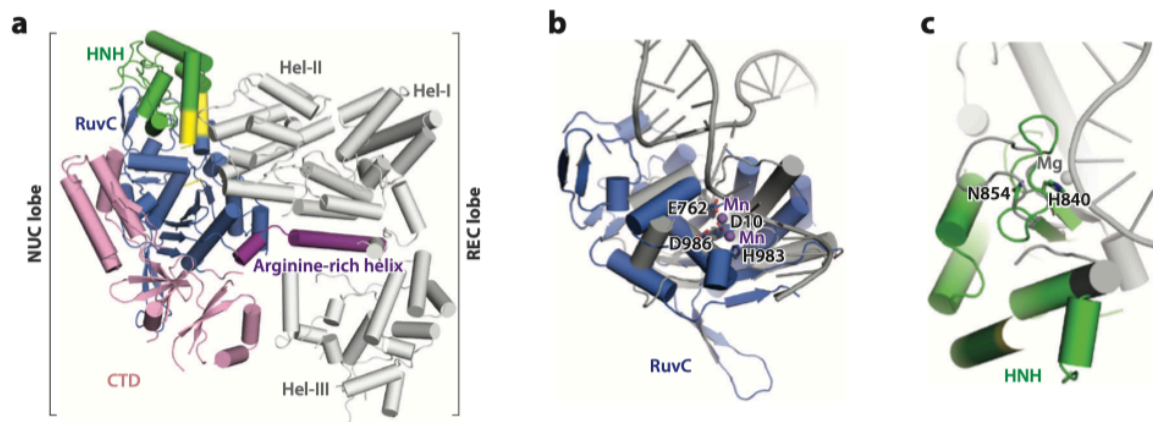 a
HNH
RuvC
Hel-II
Hel-I
NUC lobe
REC lobe
Arginine-rich helix
CTD
Hel-III
b
E762
Mn
D10
D986
Mn
H983
RuvC
c
Mg
N854
H840
HNH